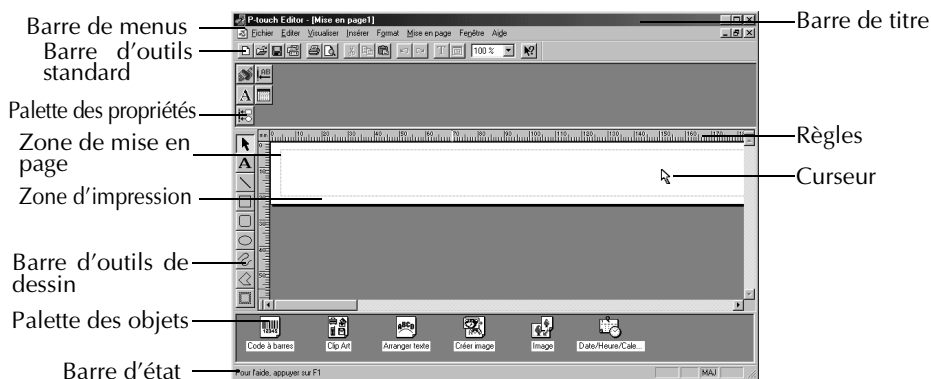 P-touch Editor - [Mise en page1]
Barre de titre
Barre de menus
Fichier Editer Visualiser Insérer Format Mise en page Fenêtre Aide
Barre d'outils
standard
100 %
Palette des propriétés
Zone de mise en
page
Règles
Zone d'impression
Curseur
Barre d'outils de
dessin
Palette des objets
Code à barres
Clip Art
Arranger texte
Créer image
Image
Date/Heure/Cale...
Barre d'état
Pour l'aide, appuyer sur F1
MAJ